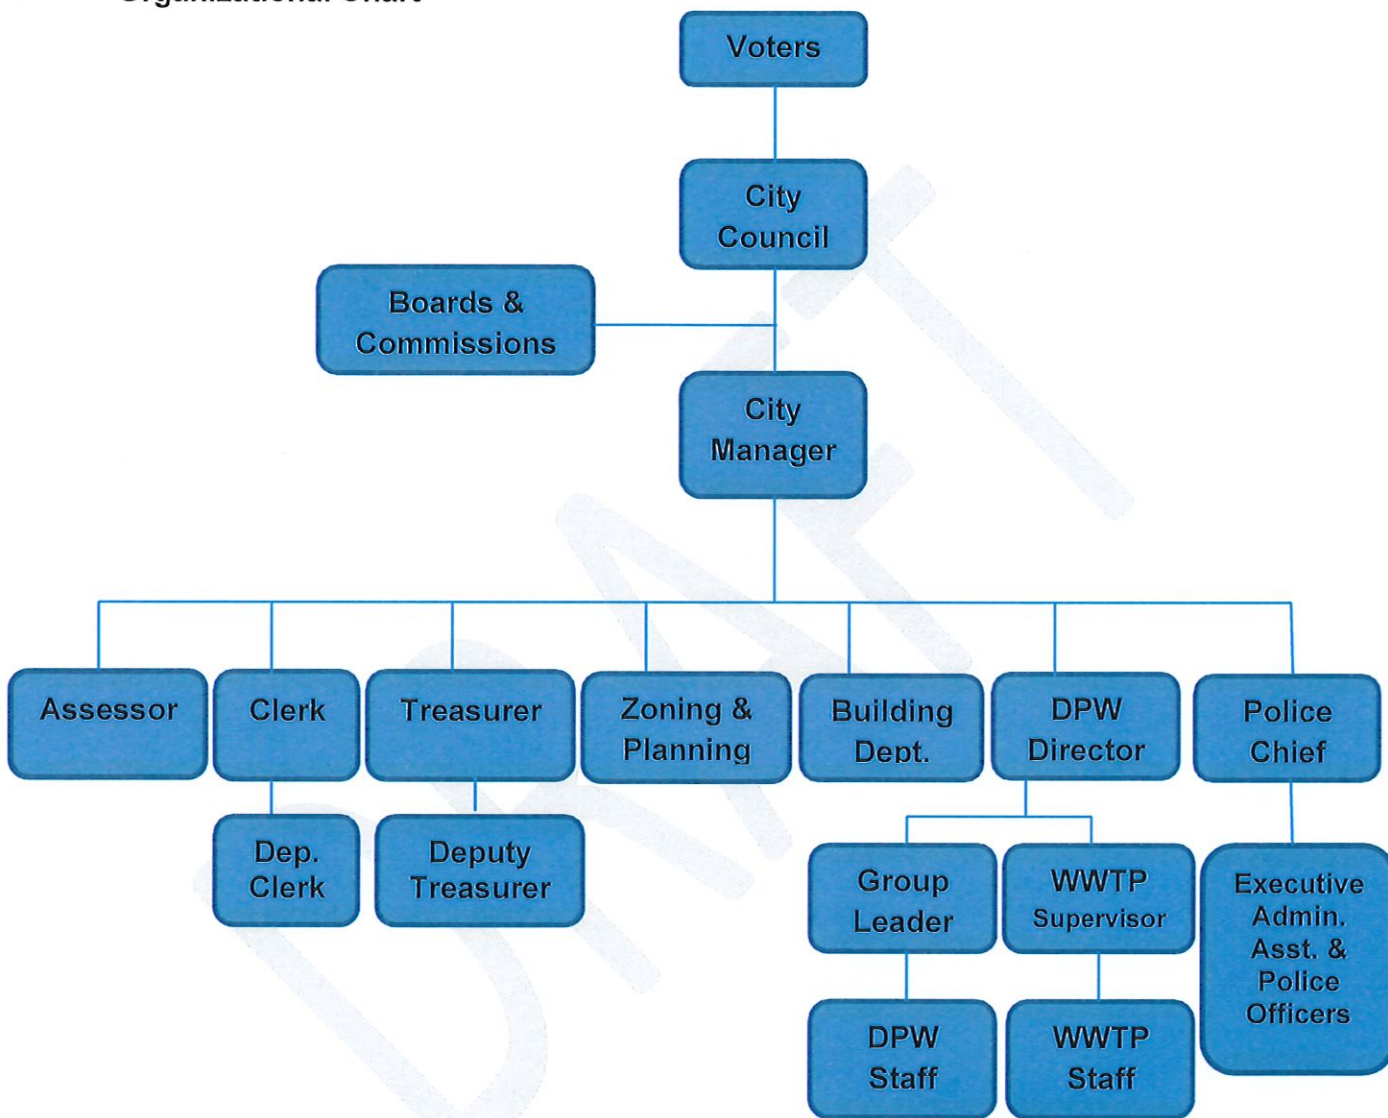 Organizational Chart
Voters
City
Council
Boards &
Commissions
City
Manager
Assessor
Clerk
Treasurer
Zoning &
Planning
Building
Dept.
DPW
Director
Police
Chief
Dep.
Clerk
Deputy
Treasurer
Group
Leader
WWTP
Supervisor
Executive
Admin.
Asst. &
Police
Officers
DPW
Staff
WWTP
Staff
DRAFT